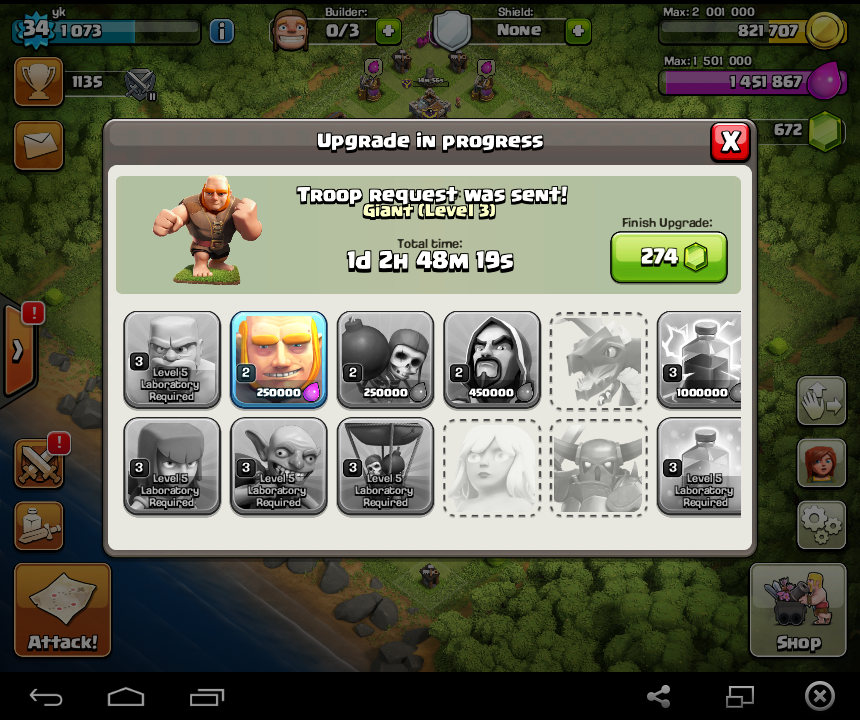 yk
34
1 073
i
Builder:
0/3
Shield:
None
Max: 2 001 000
821 707
1135
Max: 1 501 000
1 451 867
672
Upgrade in progress
X
Troop request was sent!
Giant (Level 3)
Total time:
1d 2h 48m 19s
Finish Upgrade:
274
!
3
Level 5
Laboratory
Required
2
250000
2
250000
2
450000
3
1000000
3
Level 5
Laboratory
Required
3
Level 5
Laboratory
Required
3
Level 5
Laboratory
Required
3
Level 5
Laboratory
Required
!
Attack!
Shop